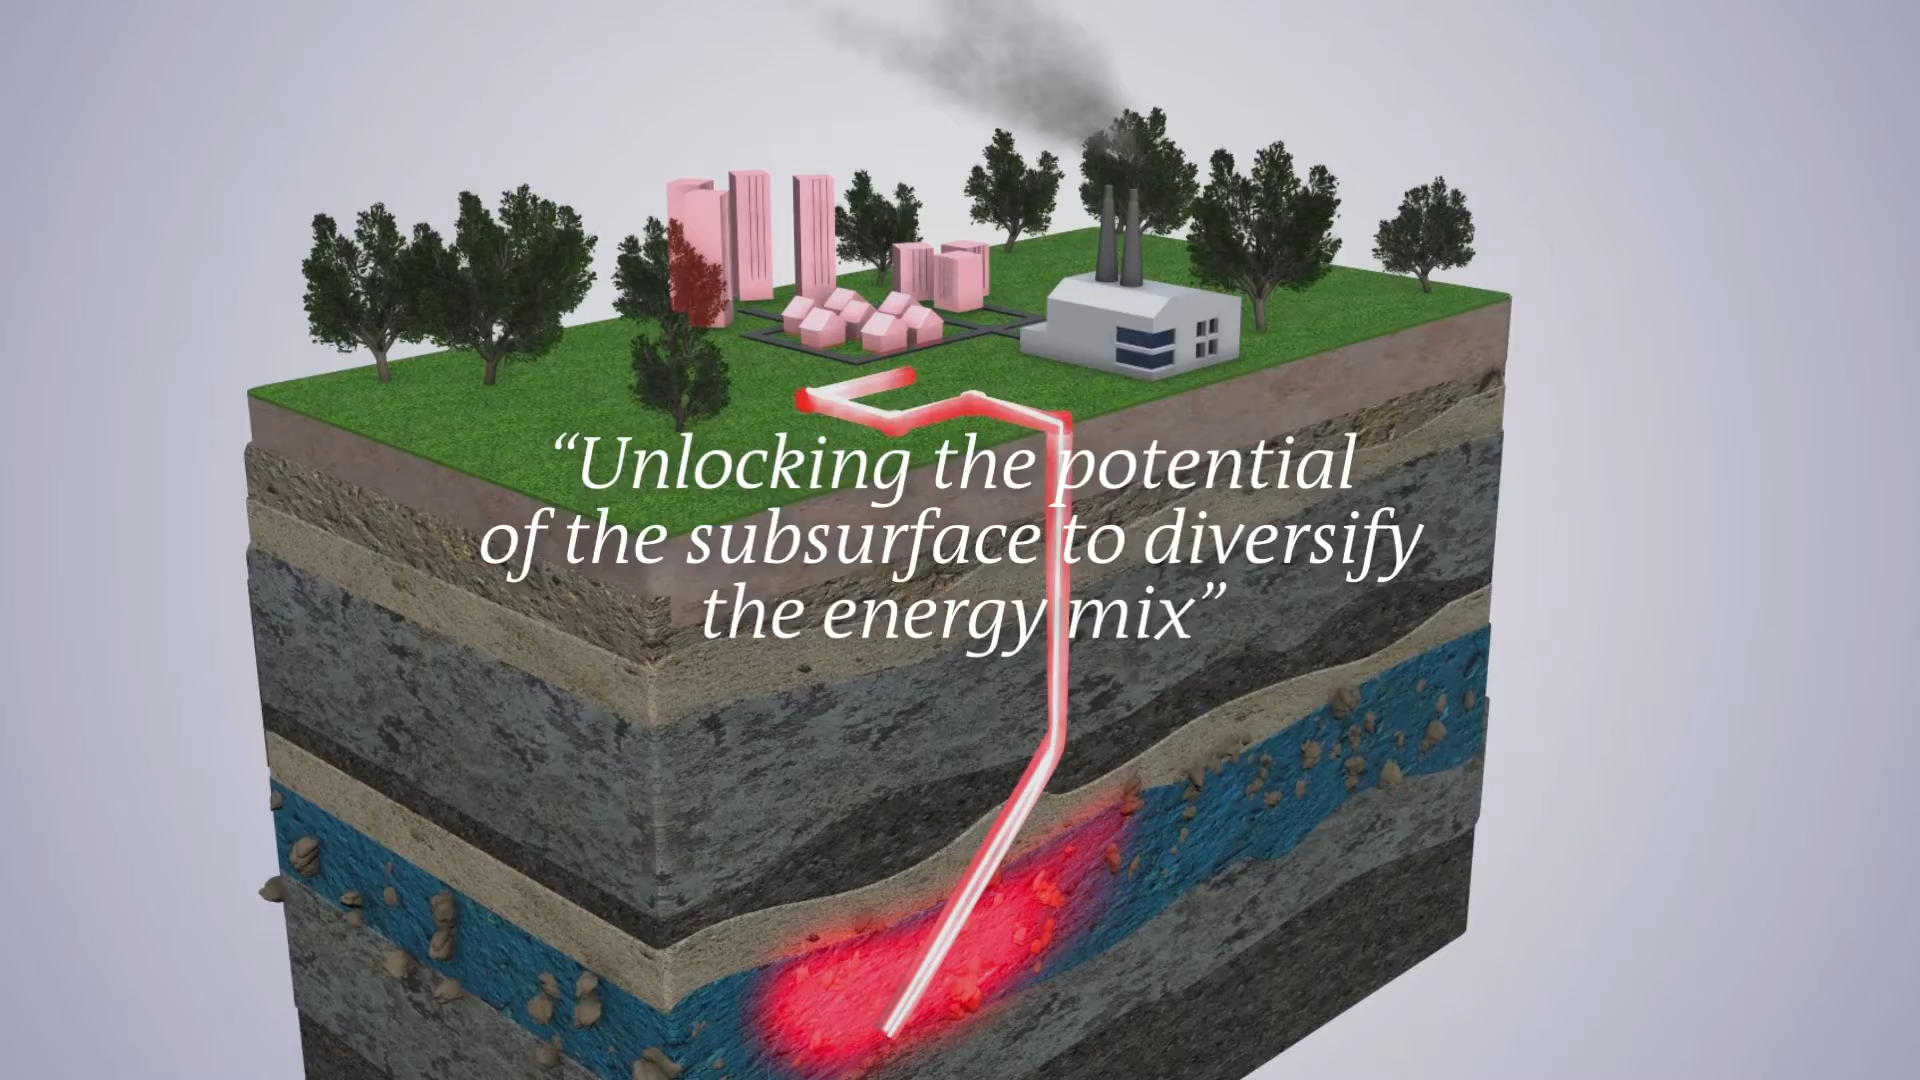 “Unlocking the potential
of the subsurface to diversify
the energy mix”